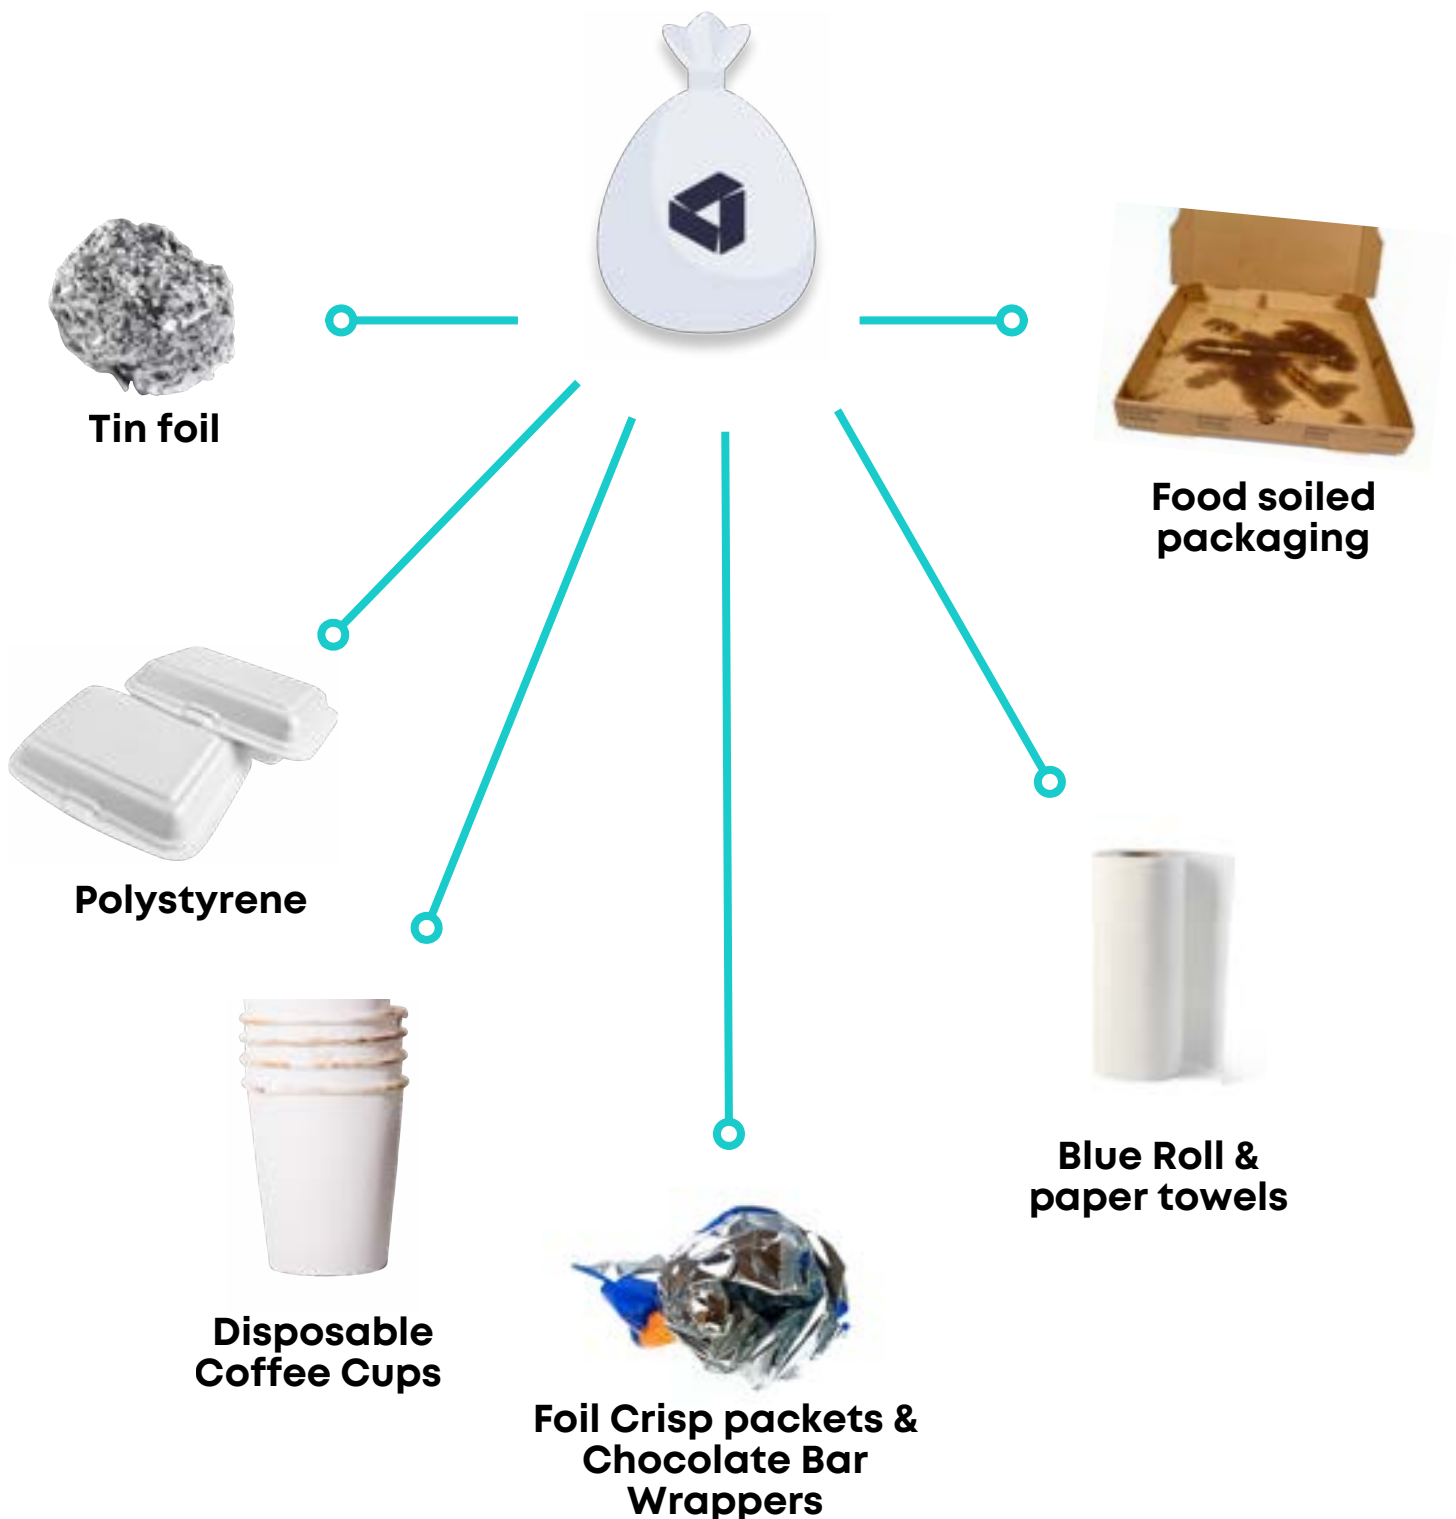 Tin foil
Food soiled
packaging
Polystyrene
Blue Roll &
paper towels
Disposable
Coffee Cups
Foil Crisp packets &
Chocolate Bar
Wrappers